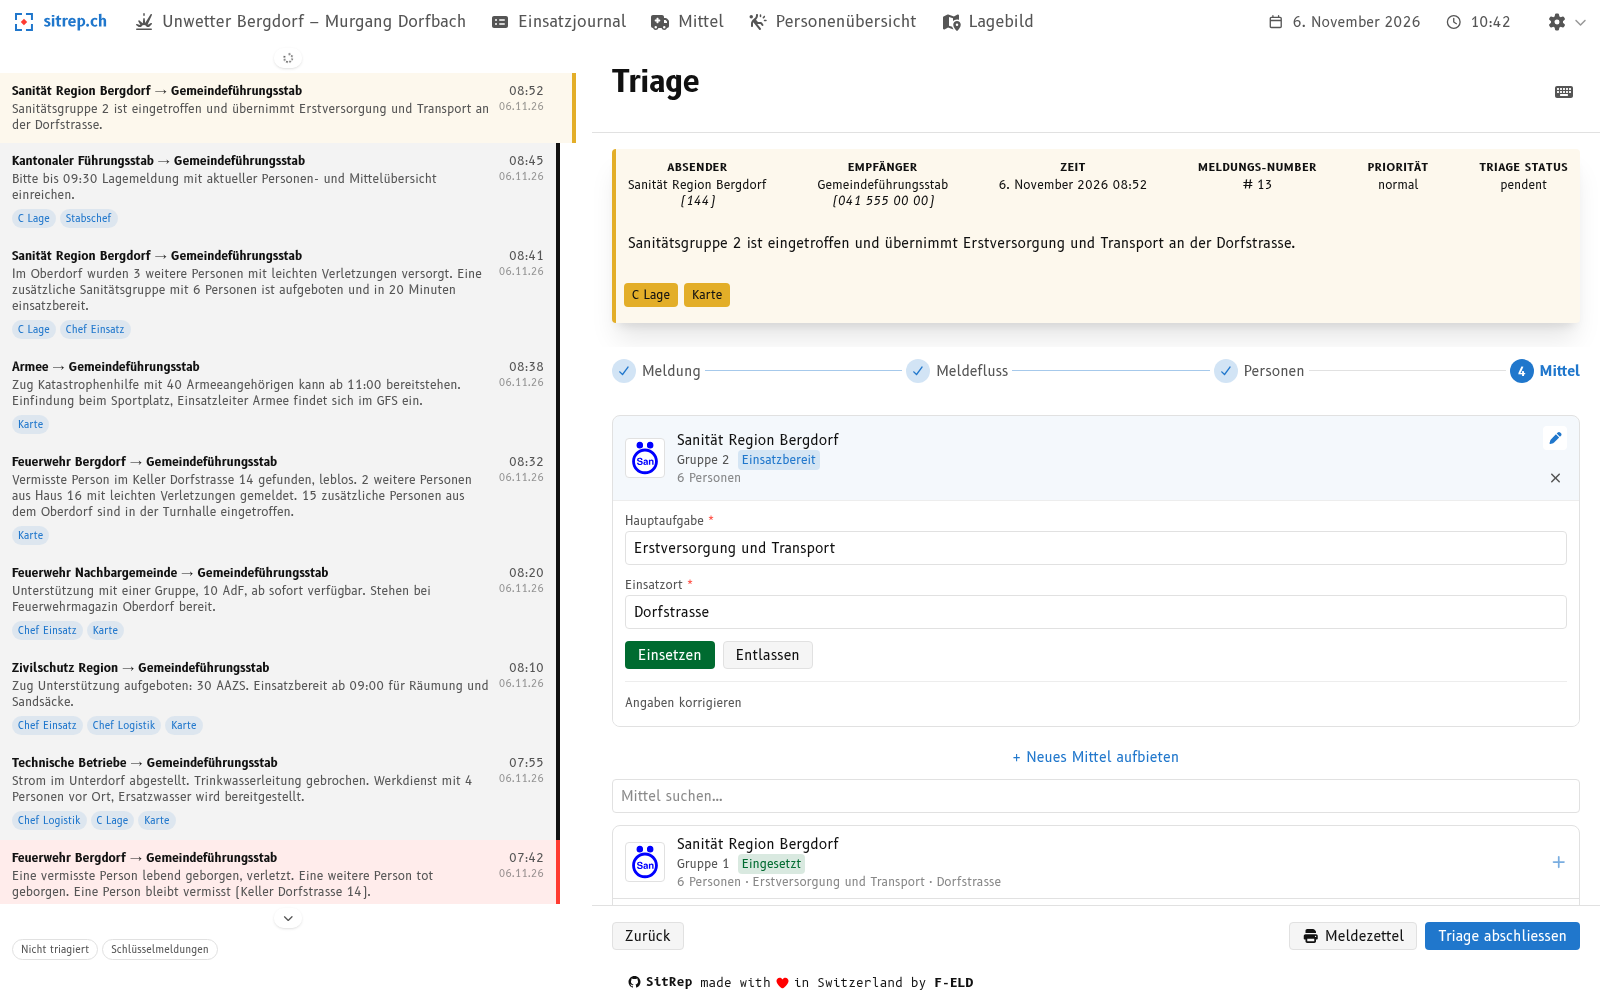 sitrep.ch
Unwetter Bergdorf – Murgang Dorfbach
Einsatzjournal
Mittel
Personenübersicht
Lagebild
6. November 2026
10:42
Sanität Region Bergdorf → Gemeindeführungsstab
08:52
Sanitätsgruppe 2 ist eingetroffen und übernimmt Erstversorgung und Transport an
06.11.26
der Dorfstrasse.
Kantonaler Führungsstab → Gemeindeführungsstab
08:45
Bitte bis 09:30 Lagemeldung mit aktueller Personen- und Mittelübersicht
06.11.26
einreichen.
C Lage
Stabschef
Sanität Region Bergdorf → Gemeindeführungsstab
08:41
Im Oberdorf wurden 3 weitere Personen mit leichten Verletzungen versorgt. Eine
06.11.26
zusätzliche Sanitätsgruppe mit 6 Personen ist aufgeboten und in 20 Minuten
einsatzbereit.
C Lage
Chef Einsatz
Armee → Gemeindeführungsstab
08:38
Zug Katastrophenhilfe mit 40 Armeeangehörigen kann ab 11:00 bereitstehen.
06.11.26
Einfindung beim Sportplatz, Einsatzleiter Armee findet sich im GFS ein.
Karte
Feuerwehr Bergdorf → Gemeindeführungsstab
08:32
Vermisste Person im Keller Dorfstrasse 14 gefunden, leblos. 2 weitere Personen
06.11.26
aus Haus 16 mit leichten Verletzungen gemeldet. 15 zusätzliche Personen aus
dem Oberdorf sind in der Turnhalle eingetroffen.
Karte
Feuerwehr Nachbargemeinde → Gemeindeführungsstab
08:20
Unterstützung mit einer Gruppe, 10 AdF, ab sofort verfügbar. Stehen bei
06.11.26
Feuerwehrmagazin Oberdorf bereit.
Chef Einsatz
Karte
Zivilschutz Region → Gemeindeführungsstab
08:10
Zug Unterstützung aufgeboten: 30 AAZS. Einsatzbereit ab 09:00 für Räumung und
06.11.26
Sandsäcke.
Chef Einsatz
Chef Logistik
Karte
Technische Betriebe → Gemeindeführungsstab
07:55
Strom im Unterdorf abgestellt. Trinkwasserleitung gebrochen. Werkdienst mit 4
06.11.26
Personen vor Ort, Ersatzwasser wird bereitgestellt.
Chef Logistik
C Lage
Karte
Feuerwehr Bergdorf → Gemeindeführungsstab
07:42
Eine vermisste Person lebend geborgen, verletzt. Eine weitere Person tot
06.11.26
geborgen. Eine Person bleibt vermisst (Keller Dorfstrasse 14).
Nicht triagiert
Schlüsselmeldungen
Triage
ABSENDER
Sanität Region Bergdorf
(144)
EMPFÄNGER
Gemeindeführungsstab
(041 555 00 00)
ZEIT
6. November 2026 08:52
MELDUNGS-NUMBER
# 13
PRIORITÄT
normal
TRIAGE STATUS
pendent
Sanitätsgruppe 2 ist eingetroffen und übernimmt Erstversorgung und Transport an der Dorfstrasse.
C Lage
Karte
Meldung
Meldefluss
Personen
4 Mittel
San
Sanität Region Bergdorf
Gruppe 2 Einsatzbereit
6 Personen
Hauptaufgabe *
Erstversorgung und Transport
Einsatzort *
Dorfstrasse
Einsetzen
Entlassen
Angaben korrigieren
+ Neues Mittel aufbieten
Mittel suchen...
San
Sanität Region Bergdorf
Gruppe 1 Eingesetzt
6 Personen · Erstversorgung und Transport · Dorfstrasse
Zurück
Meldezettel
Triage abschliessen
SitRep made with ❤ in Switzerland by F-ELD